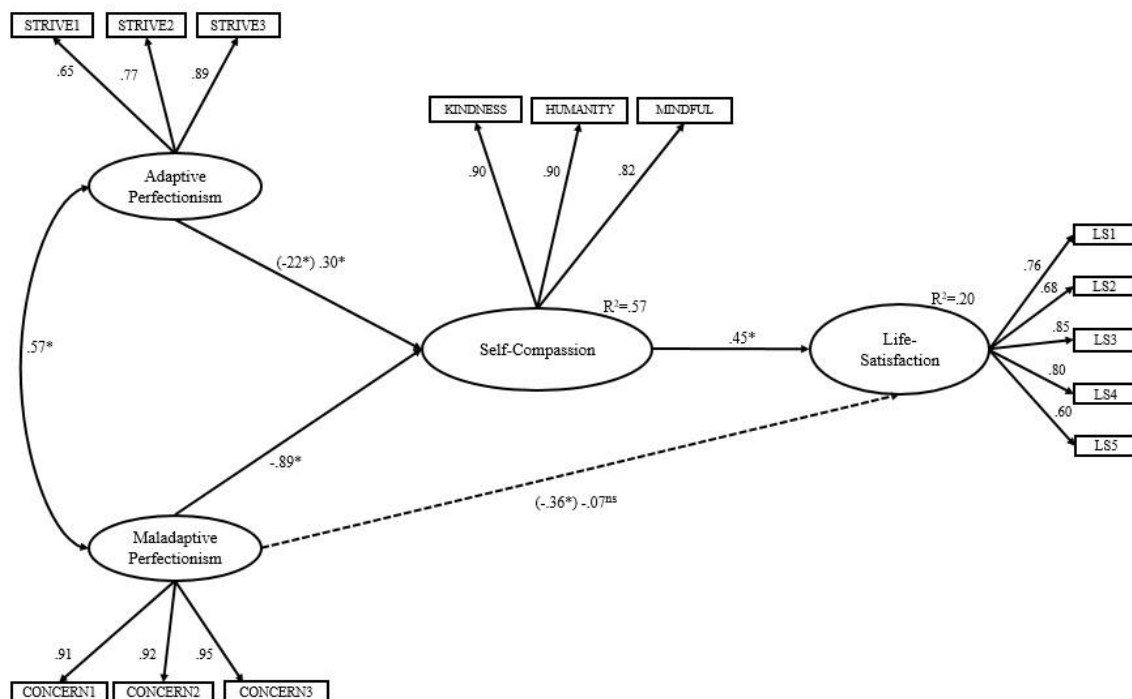 STRIVE1 STRIVE2 STRIVE3
.65 .77 .89
KINDNESS HUMANITY MINDFUL
.90 .90 .82
Adaptive
Perfectionism
(-22*) .30*
.57*
R²=.57
Self-Compassion
.45*
R²=.20
Life-
Satisfaction
LS1
.76
LS2
.68
LS3
.85
LS4
.80
LS5
.60
-.89*
(-.36*) -.07ⁿˢ
Maladaptive
Perfectionism
.91 .92 .95
CONCERN1 CONCERN2 CONCERN3